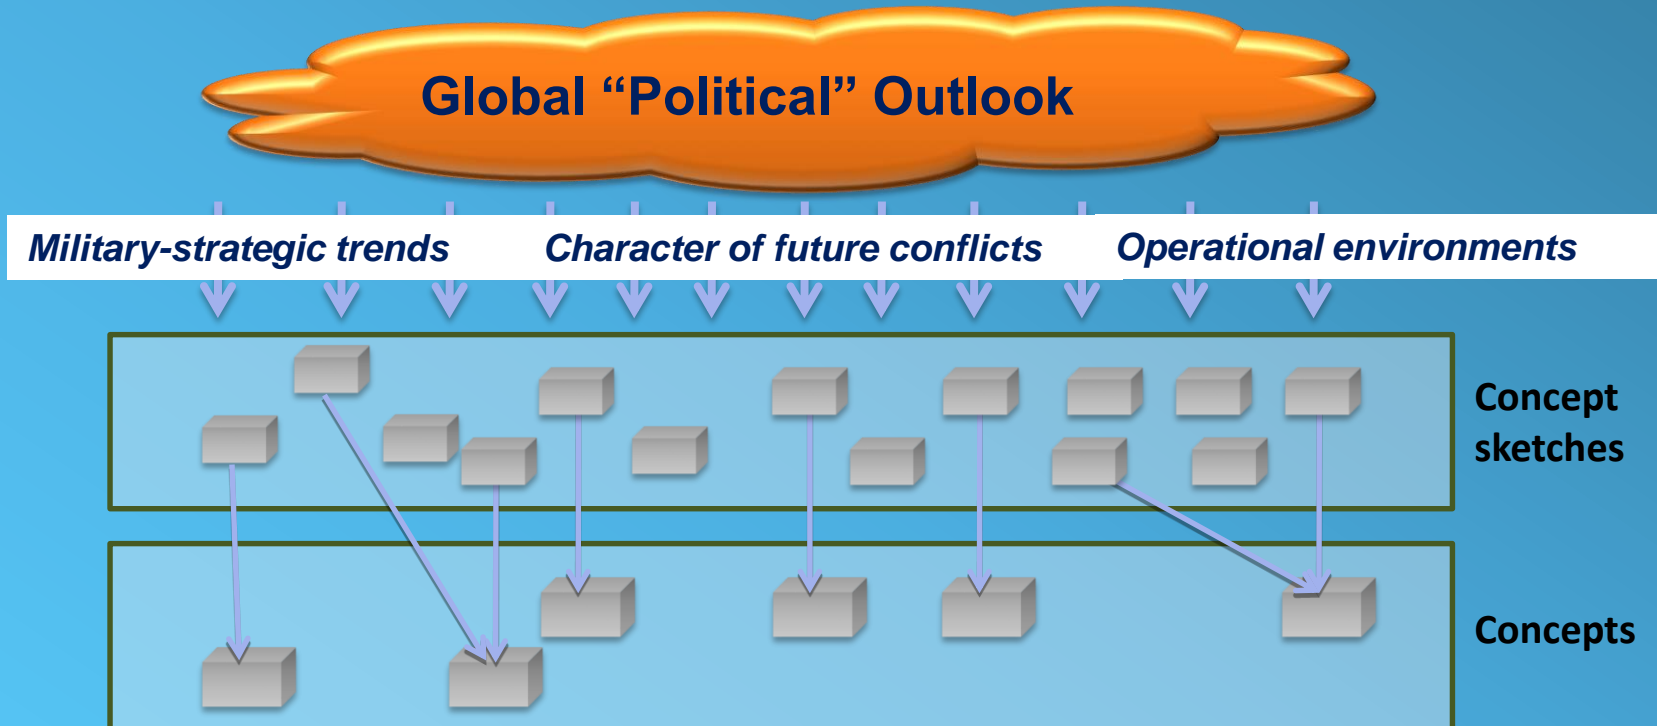 Global “Political” Outlook
Military-strategic trends Character of future conflicts Operational environments
Concept
sketches
Concepts